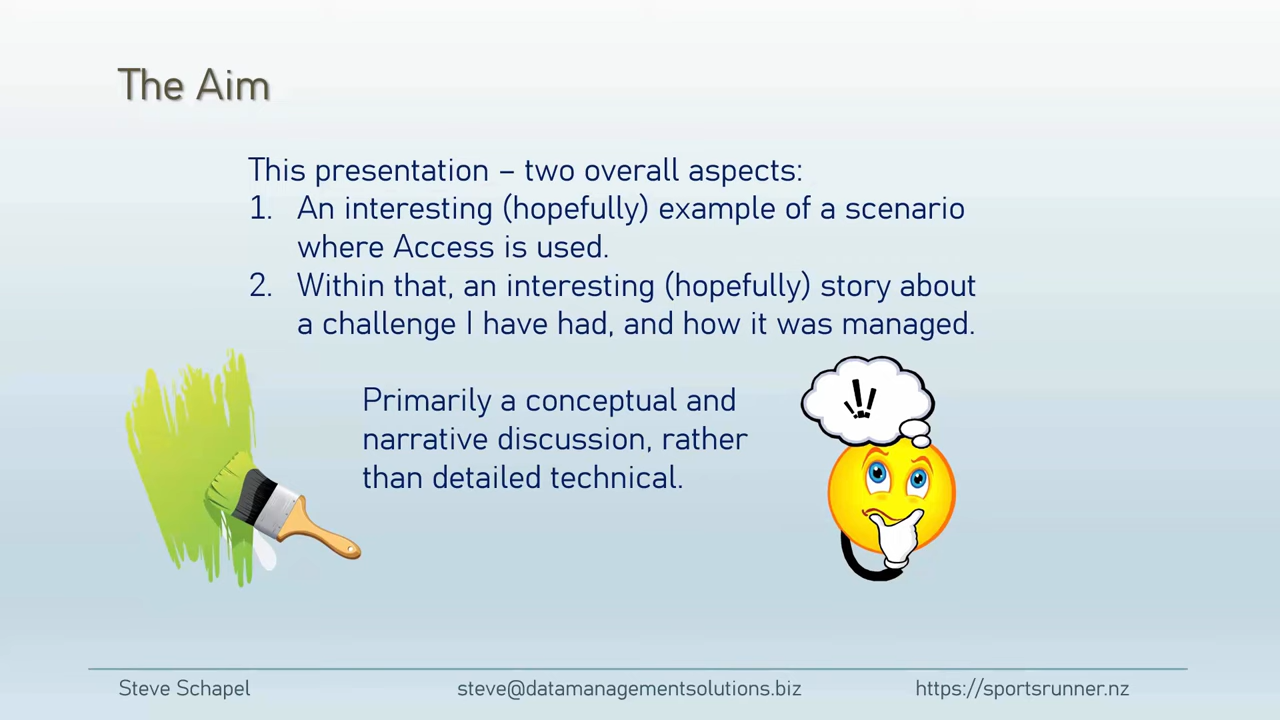 The Aim
This presentation – two overall aspects:
1. An interesting (hopefully) example of a scenario
where Access is used.
2. Within that, an interesting (hopefully) story about
a challenge I have had, and how it was managed.
Primarily a conceptual and
narrative discussion, rather
than detailed technical.
Steve Schapel steve@datamanagementsolutions.biz https://sportsrunner.nz